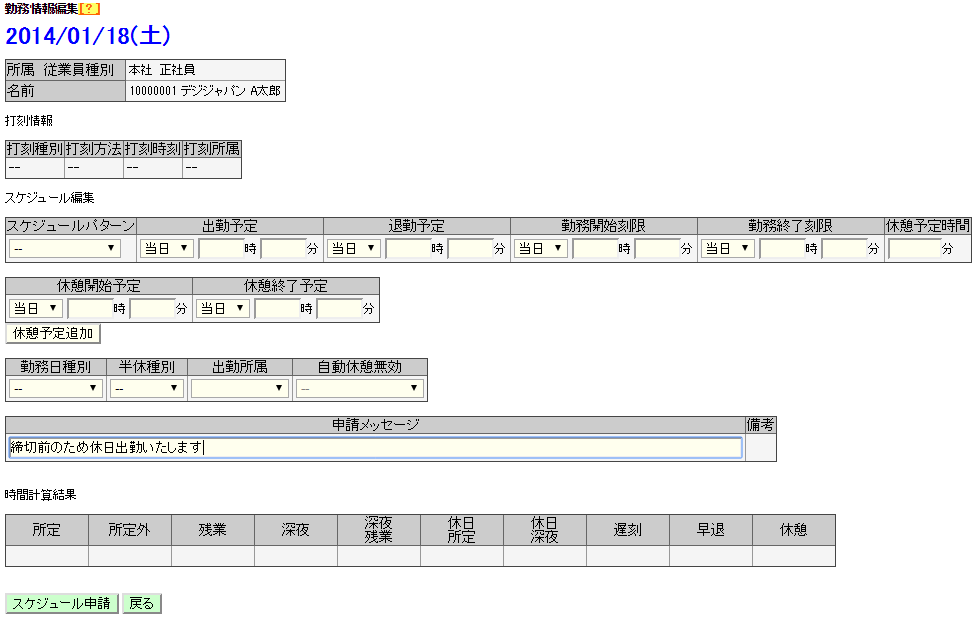 勤務情報編集[?]
2014/01/18(土)
所属 従業員種別 本社 正社員
名前 10000001 デジジャパン A太郎
打刻情報
打刻種別 打刻方法 打刻時刻 打刻所属
-- -- -- --
スケジュール編集
スケジュールパターン 出勤予定 退勤予定 勤務開始刻限 勤務終了刻限 休憩予定時間
-- 当日 時 分 当日 時 分 当日 時 分 当日 時 分 分
休憩開始予定 休憩終了予定
当日 時 分 当日 時 分
休憩予定追加
勤務日種別 半休種別 出勤所属 自動休憩無効
-- -- --
申請メッセージ 備考
締切前のため休日出勤いたします
時間計算結果
所定 所定外 残業 深夜 深夜残業 休日所定 休日深夜 遅刻 早退 休憩
スケジュール申請 戻る